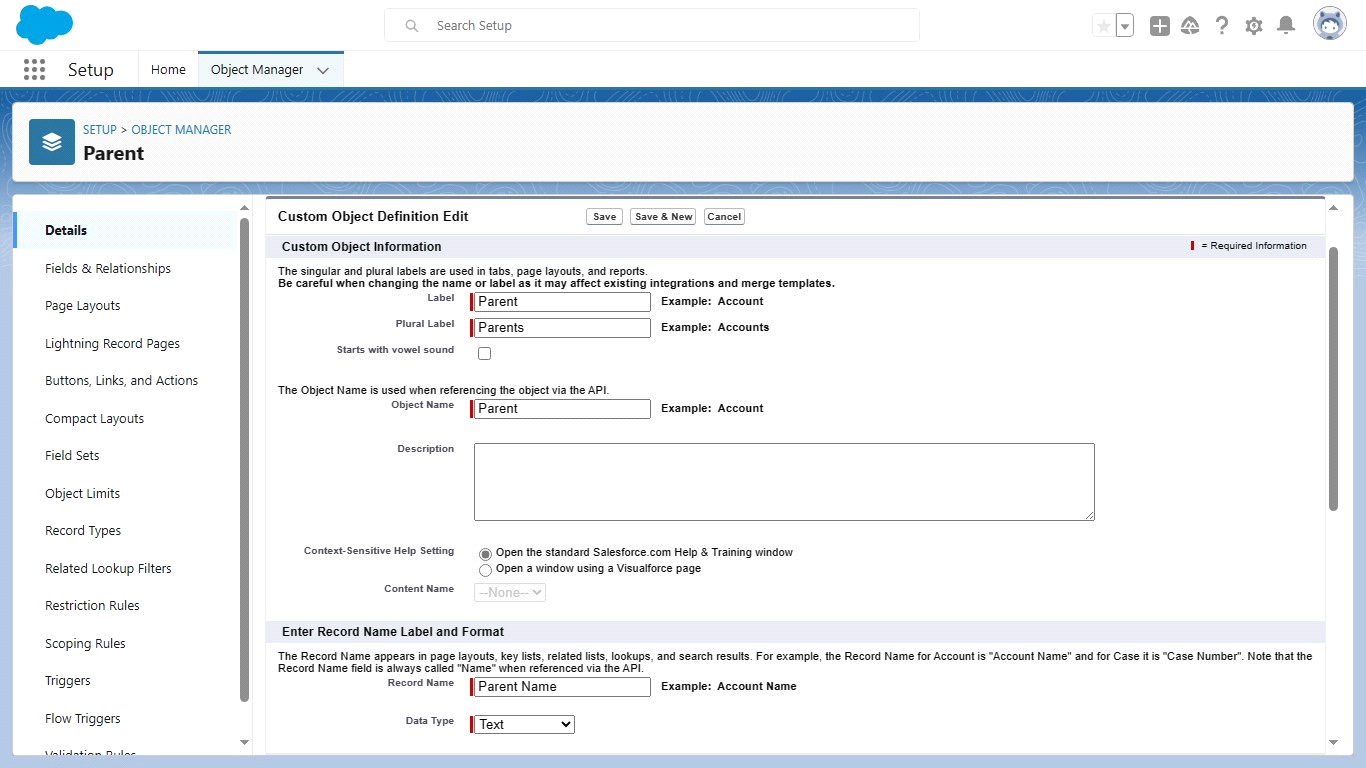 Search Setup
Setup
Home
Object Manager
SETUP > OBJECT MANAGER
Parent
Details
Fields & Relationships
Page Layouts
Lightning Record Pages
Buttons, Links, and Actions
Compact Layouts
Field Sets
Object Limits
Record Types
Related Lookup Filters
Restriction Rules
Scoping Rules
Triggers
Flow Triggers
Validation Rules
Custom Object Definition Edit
Save
Save & New
Cancel
Custom Object Information
= Required Information
The singular and plural labels are used in tabs, page layouts, and reports.
Be careful when changing the name or label as it may affect existing integrations and merge templates.
Label
Parent
Example: Account
Plural Label
Parents
Example: Accounts
Starts with vowel sound
The Object Name is used when referencing the object via the API.
Object Name
Parent
Example: Account
Description
Context-Sensitive Help Setting
Open the standard Salesforce.com Help & Training window
Open a window using a Visualforce page
Content Name
--None--
Enter Record Name Label and Format
The Record Name appears in page layouts, key lists, related lists, lookups, and search results. For example, the Record Name for Account is "Account Name" and for Case it is "Case Number". Note that the
Record Name field is always called "Name" when referenced via the API.
Record Name
Parent Name
Example: Account Name
Data Type
Text